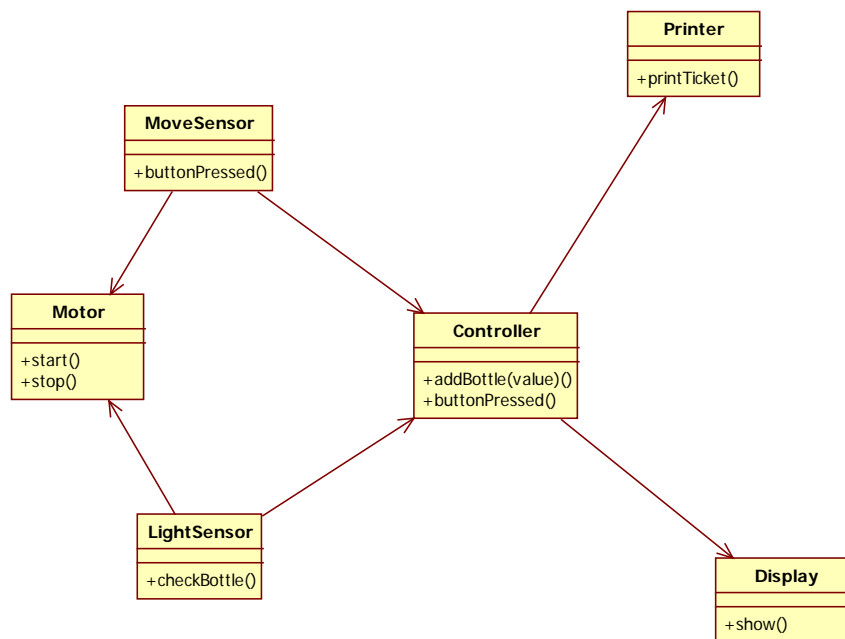 Printer
+printTicket()
MoveSensor
+buttonPressed()
Motor
+start()
+stop()
Controller
+addBottle(value)()
+buttonPressed()
LightSensor
+checkBottle()
Display
+show()